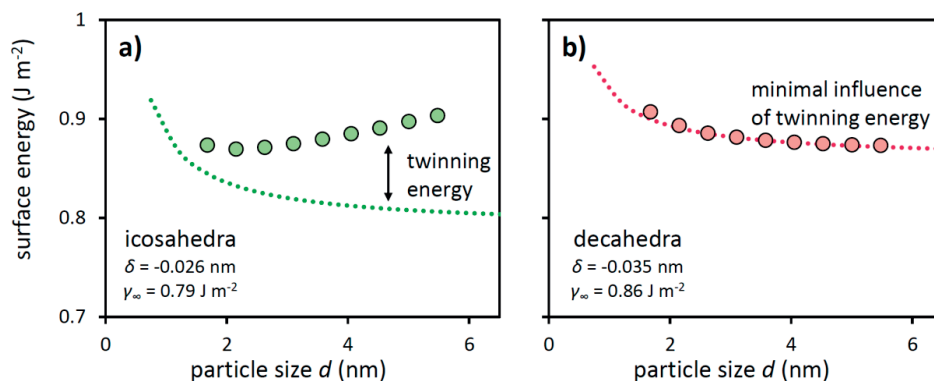 surface energy (J m⁻²)
1
0.9
0.8
0.7
a)
twinning
energy
icosahedra
δ = -0.026 nm
γ∞ = 0.79 J m⁻²
0
2
4
6
particle size d (nm)
b)
minimal influence
of twinning energy
decahedra
δ = -0.035 nm
γ∞ = 0.86 J m⁻²
0
2
4
6
particle size d (nm)